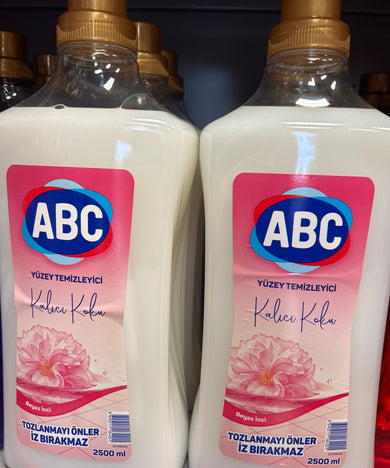 ABC
YÜZEY TEMİZLEYİCİ
Kalıcı Koku
Beyaz İnci
TOZLANMAYI ÖNLER
İZ BIRAKMAZ
2500 ml
ABC
YÜZEY TEMİZLEYİCİ
Kalıcı Koku
Beyaz İnci
TOZLANMAYI ÖNLER
İZ BIRAKMAZ
2500 ml